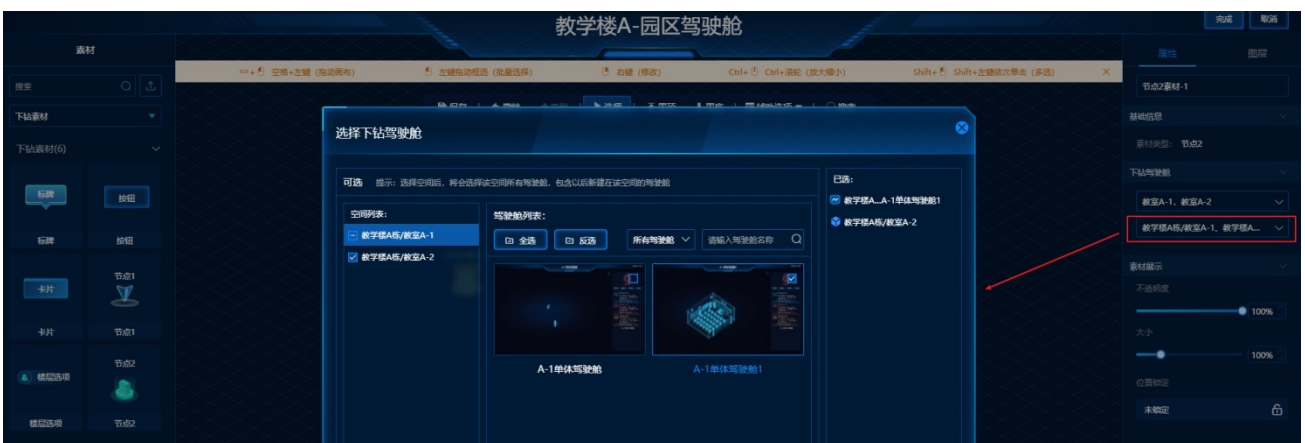 教学楼A-园区驾驶舱
完成
取消
素材
属性
图层
空格+左键 (拖动画布)
左键拖动框选 (批量选择)
右键 (修改)
Ctrl+ Ctrl+滚轮 (放大缩小)
Shift+ Shift+左键依次单击 (多选)
搜索
节点2素材-1
下钻素材
基础信息
素材类型: 节点2
下钻素材(6)
选择下钻驾驶舱
可选 提示: 选择空间后, 将会选择该空间所有驾驶舱, 包含以后新建在该空间的驾驶舱
已选:
下钻驾驶舱
标牌
按钮
空间列表:
驾驶舱列表:
教学楼A...A-1单体驾驶舱1
教室A-1, 教室A-2
教学楼A栋/教室A-1
全选
反选
所有驾驶舱
请输入驾驶舱名称
教学楼A栋/教室A-2
教学楼A栋/教室A-1, 教学楼A...
标牌
按钮
教学楼A栋/教室A-2
素材展示
节点1
卡片
不透明度
100%
卡片
节点1
大小
100%
节点2
A-1单体驾驶舱
A-1单体驾驶舱1
楼层选项
位置锁定
未锁定
楼层选项
节点2